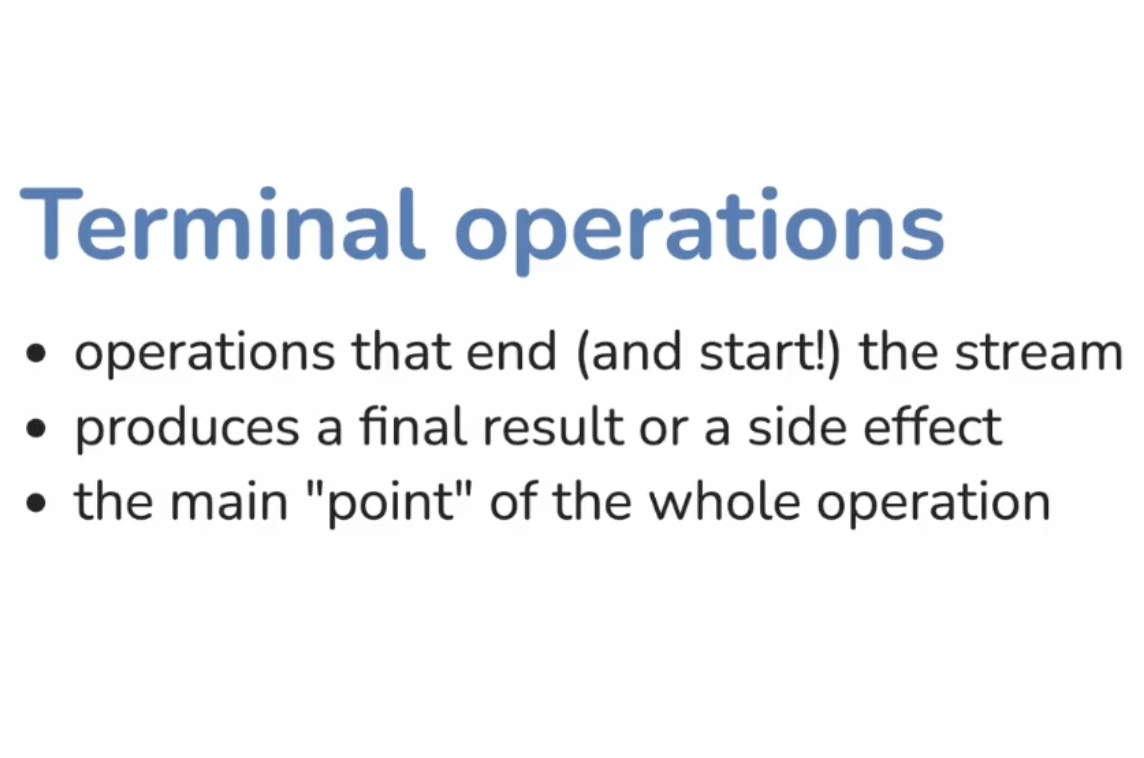 Terminal operations
• operations that end (and start!) the stream
• produces a final result or a side effect
• the main "point" of the whole operation